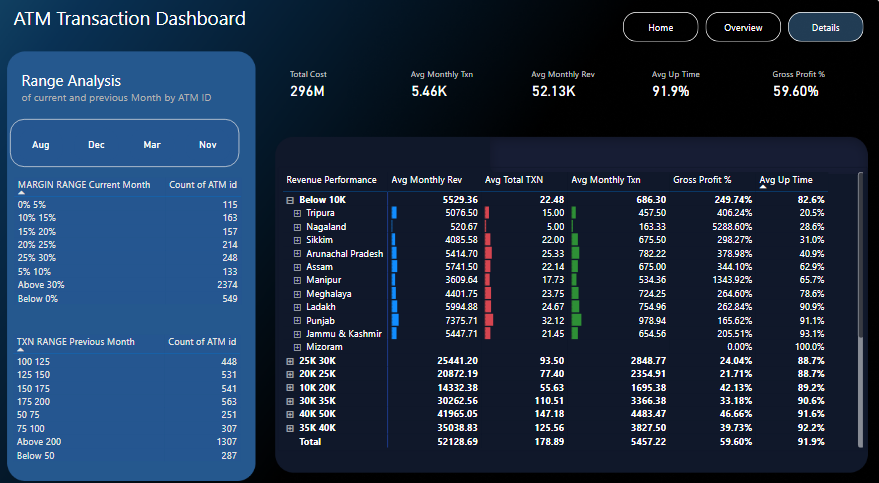 ATM Transaction Dashboard
Home Overview Details
Range Analysis
of current and previous Month by ATM ID
Aug Dec Mar Nov
MARGIN RANGE Current Month Count of ATM id
0% 5% 115
10% 15% 163
15% 20% 157
20% 25% 214
25% 30% 248
5% 10% 133
Above 30% 2374
Below 0% 549
TXN RANGE Previous Month Count of ATM id
100 125 448
125 150 531
150 175 541
175 200 563
50 75 251
75 100 307
Above 200 1307
Below 50 287
Total Cost Avg Monthly Txn Avg Monthly Rev Avg Up Time Gross Profit %
296M 5.46K 52.13K 91.9% 59.60%
Revenue Performance Avg Monthly Rev Avg Total TXN Avg Monthly Txn Gross Profit % Avg Up Time
Below 10K 5529.36 22.48 686.30 249.74% 82.6%
Tripura 5076.50 15.00 457.50 406.24% 20.5%
Nagaland 520.67 5.00 163.33 5288.60% 28.6%
Sikkim 4085.58 22.00 675.50 298.27% 31.0%
Arunachal Pradesh 5414.70 25.33 782.22 378.98% 40.9%
Assam 5741.50 22.14 675.00 344.10% 62.9%
Manipur 3609.64 17.73 534.36 1343.92% 65.7%
Meghalaya 4401.75 23.75 724.25 264.60% 78.6%
Ladakh 5994.88 24.67 754.96 262.84% 90.9%
Punjab 7375.71 32.12 978.94 165.62% 91.1%
Jammu & Kashmir 5447.71 21.45 654.56 205.51% 93.1%
Mizoram 0.00% 100.0%
25K 30K 25441.20 93.50 2848.77 24.04% 88.7%
20K 25K 20872.19 77.40 2354.91 21.71% 88.7%
10K 20K 14332.38 55.63 1695.38 42.13% 89.2%
30K 35K 30262.56 110.51 3366.38 33.18% 90.6%
40K 50K 41965.05 147.18 4483.47 46.66% 91.6%
35K 40K 35038.83 125.56 3827.50 39.73% 92.2%
Total 52128.69 178.89 5457.22 59.60% 91.9%